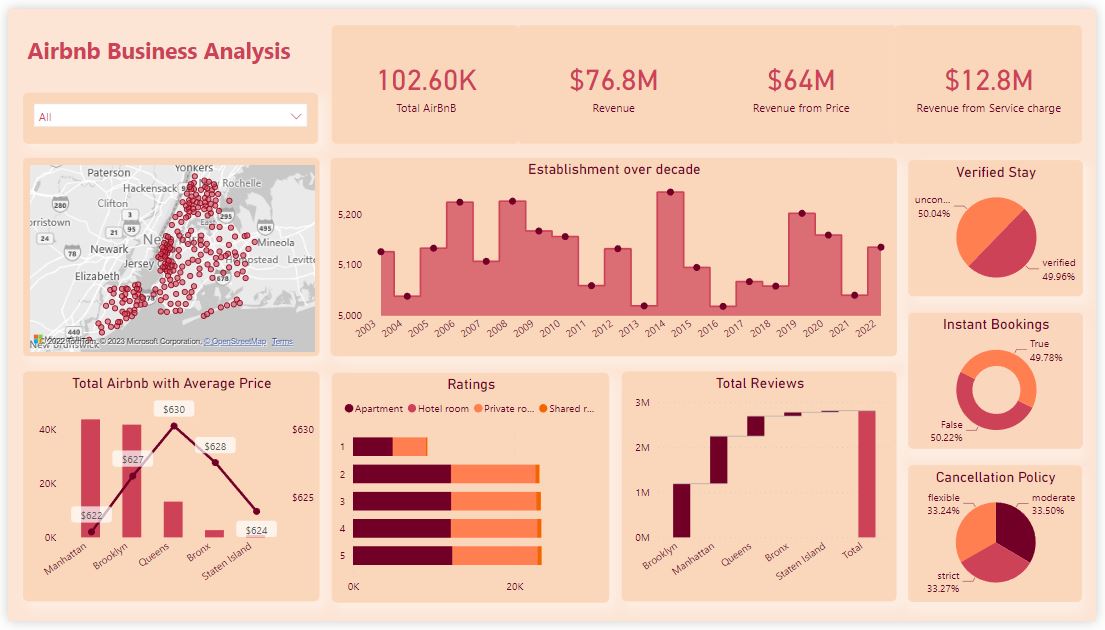 Airbnb Business Analysis
All
102.60K
Total AirBnB
$76.8M
Revenue
$64M
Revenue from Price
$12.8M
Revenue from Service charge
Yonkers
Paterson
Hackensack
Rochelle
Clifton
280
3
95
295
495
21
24
78
Newark
Mineola
Jersey
Hempstead
Levitt
Elizabeth
678
440
New Brunswick
© 2022 TomTom, © 2023 Microsoft Corporation, © OpenStreetMap Terms
Establishment over decade
5,200
5,100
5,000
2003 2004 2005 2006 2007 2008 2009 2010 2011 2012 2013 2014 2015 2016 2017 2018 2019 2020 2021 2022
Verified Stay
uncon...
50.04%
verified
49.96%
Instant Bookings
True
49.78%
False
50.22%
Total Airbnb with Average Price
40K
20K
0K
$630
$625
$622
$627
$630
$628
$624
Manhattan Brooklyn Queens Bronx Staten Island
Ratings
Apartment Hotel room Private ro... Shared r...
1
2
3
4
5
0K 20K
Total Reviews
3M
2M
1M
0M
Brooklyn Manhattan Queens Bronx Staten Island Total
Cancellation Policy
flexible
33.24%
moderate
33.50%
strict
33.27%